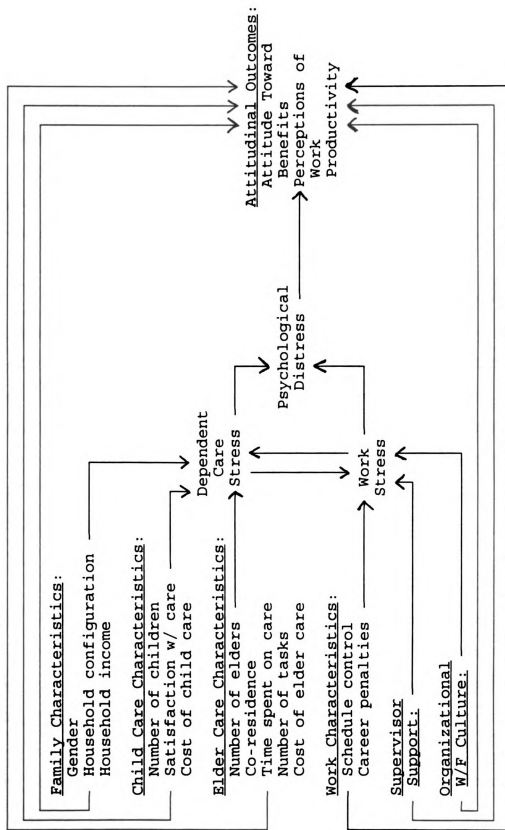 Family Characteristics:
Gender
Household configuration
Household income
Child Care Characteristics:
Number of children
Satisfaction w/ care
Cost of child care
Elder Care Characteristics:
Number of elders
Co-residence
Time spent on care
Number of tasks
Cost of elder care
Work Characteristics:
Schedule control
Career penalties
Supervisor
Support:
Organizational
W/F Culture:
Dependent
Care
Stress
Work
Stress
Psychological
Distress
Attitudinal Outcomes:
Attitude Toward
Benefits
Perceptions of
Work
Productivity